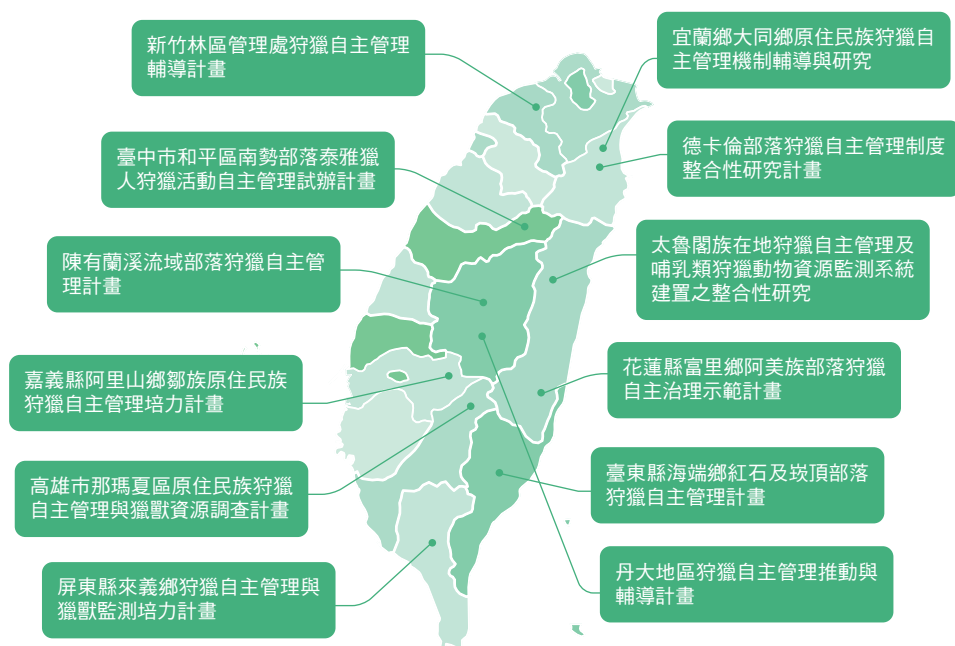 新竹林區管理處狩獵自主管理
輔導計畫
臺中市和平區南勢部落泰雅獵
人狩獵活動自主管理試辦計畫
陳有蘭溪流域部落狩獵自主管
理計畫
嘉義縣阿里山鄉鄒族原住民族
狩獵自主管理培力計畫
高雄市那瑪夏區原住民族狩獵
自主管理與獵獸資源調查計畫
屏東縣來義鄉狩獵自主管理與
獵獸監測培力計畫
宜蘭鄉大同鄉原住民族狩獵自
主管理機制輔導與研究
德卡倫部落狩獵自主管理制度
整合性研究計畫
太魯閣族在地狩獵自主管理及
哺乳類狩獵動物資源監測系統
建置之整合性研究
花蓮縣富里鄉阿美族部落狩獵
自主治理示範計畫
臺東縣海端鄉紅石及崁頂部落
狩獵自主管理計畫
丹大地區狩獵自主管理推動與
輔導計畫